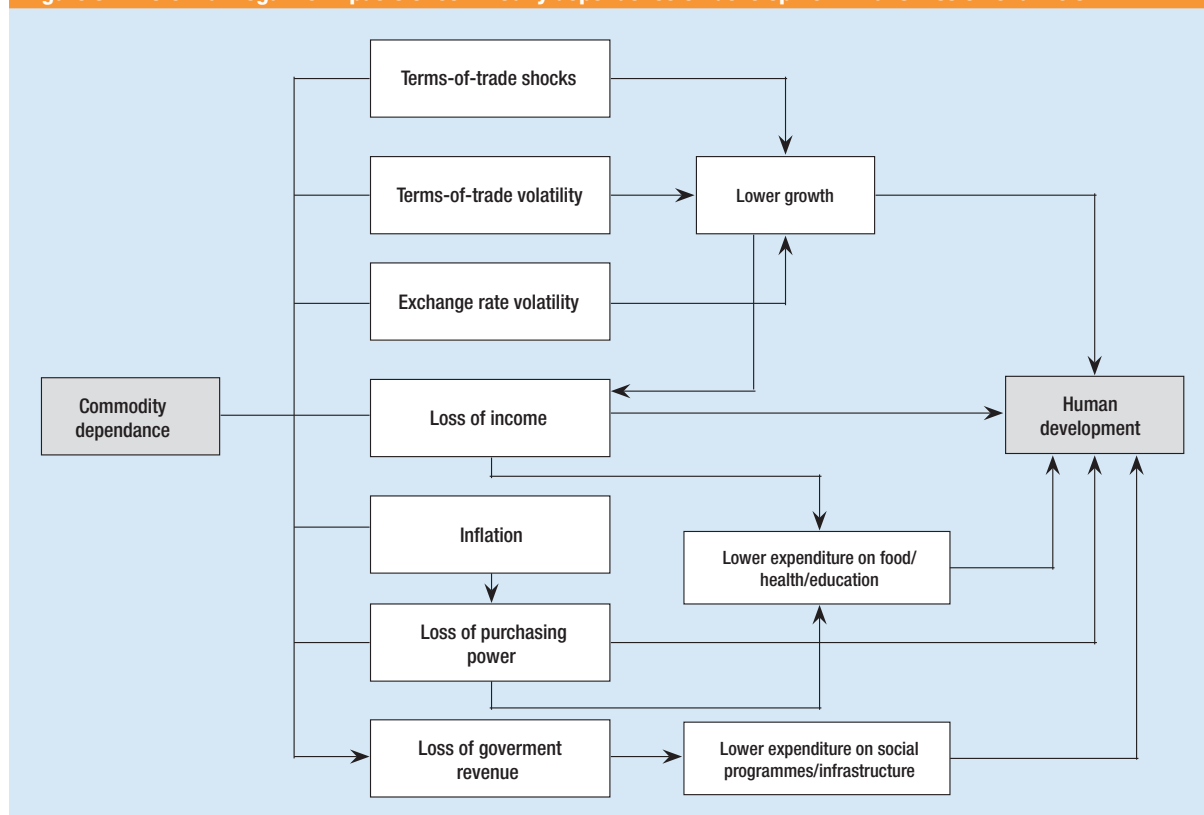 Terms-of-trade shocks
Terms-of-trade volatility
Lower growth
Exchange rate volatility
Commodity
dependance
Loss of income
Human
development
Inflation
Lower expenditure on food/
health/education
Loss of purchasing
power
Loss of goverment
revenue
Lower expenditure on social
programmes/infrastructure